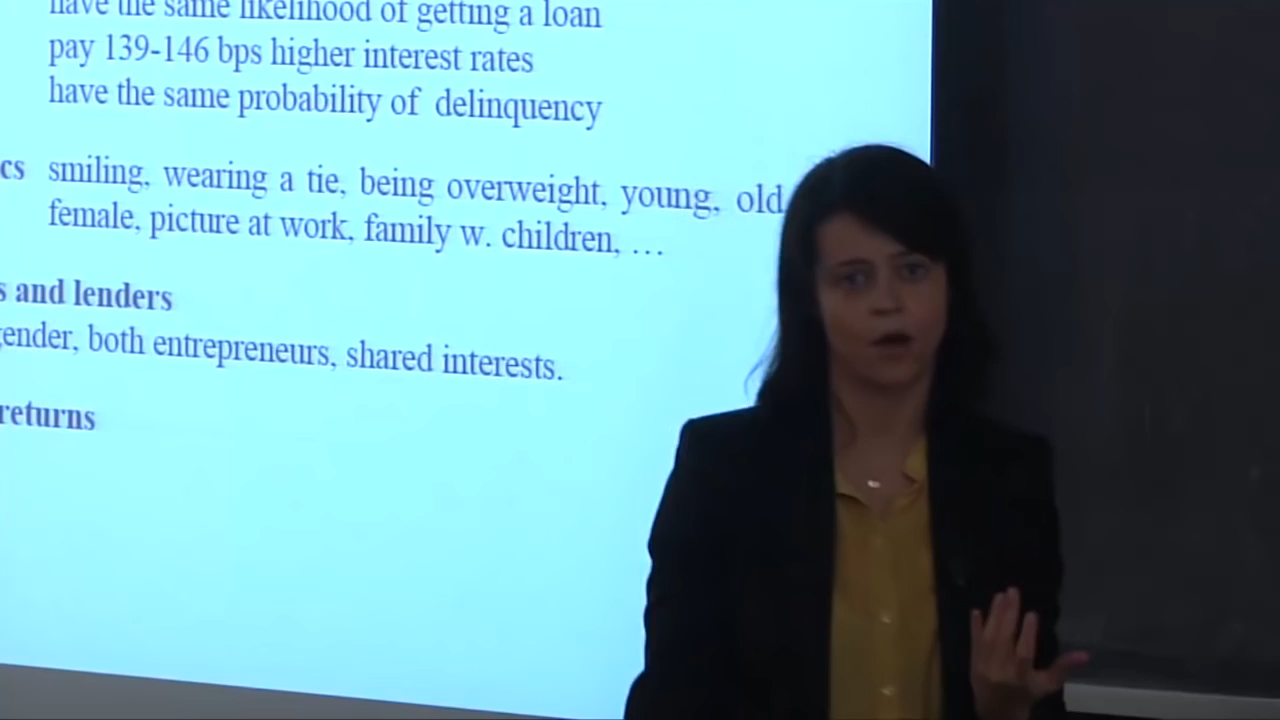 have the same likelihood of getting a loan
pay 139-146 bps higher interest rates
have the same probability of delinquency
cs smiling, wearing a tie, being overweight, young, old
female, picture at work, family w. children, …
s and lenders
ender, both entrepreneurs, shared interests.
returns